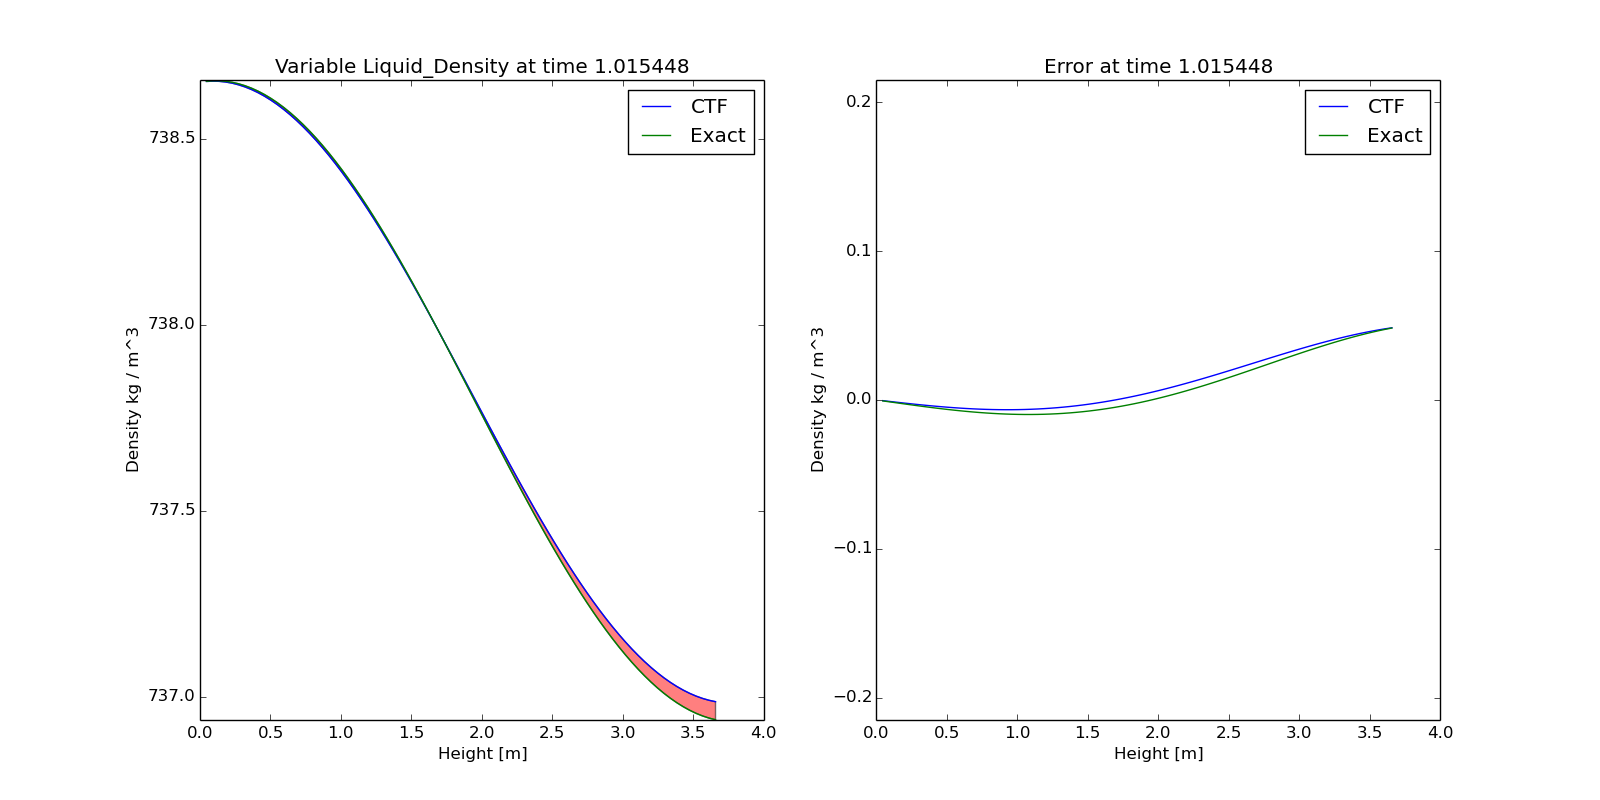 Variable Liquid_Density at time 1.015448
CTF
Exact
738.5
738.0
737.5
737.0
Density kg / m^3
0.0 0.5 1.0 1.5 2.0 2.5 3.0 3.5 4.0
Height [m]
Error at time 1.015448
CTF
Exact
0.2
0.1
0.0
−0.1
−0.2
Density kg / m^3
0.0 0.5 1.0 1.5 2.0 2.5 3.0 3.5 4.0
Height [m]